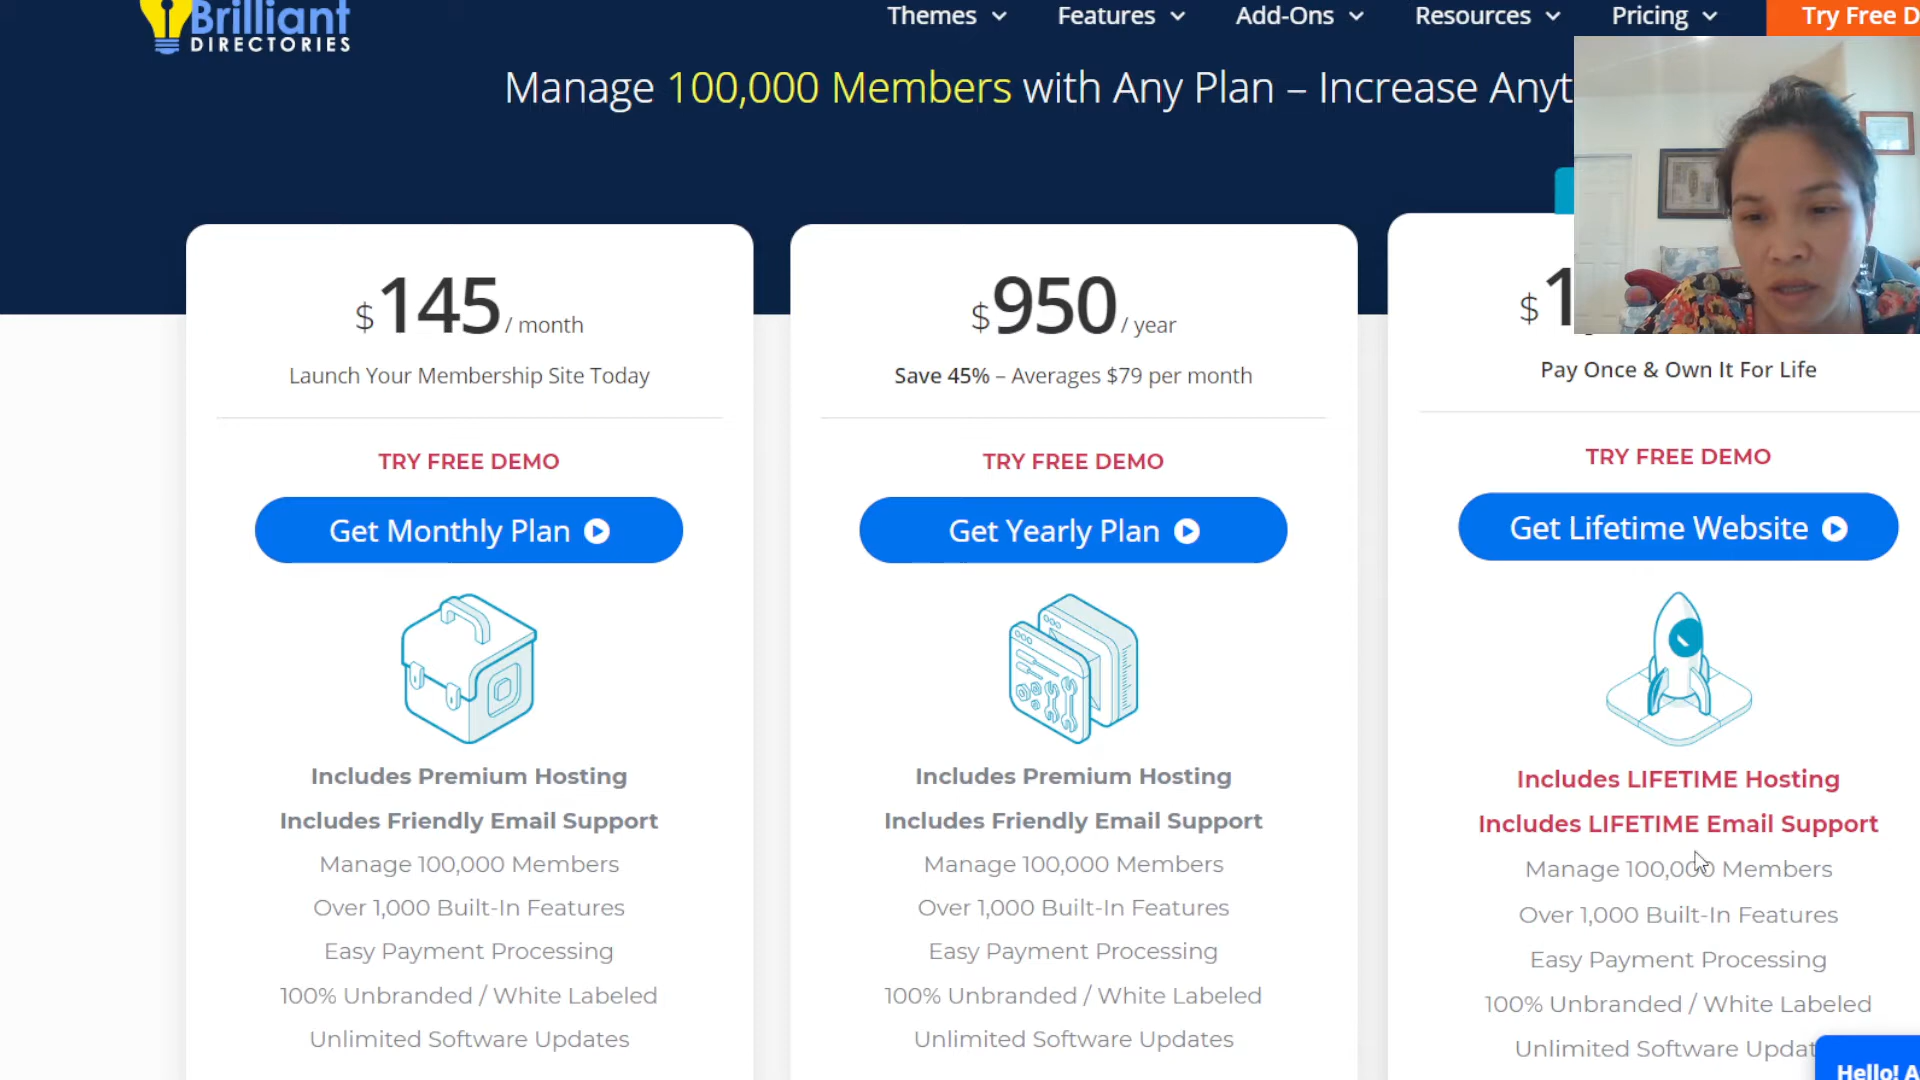 Brilliant
DIRECTORIES
Themes
Features
Add-Ons
Resources
Pricing
Try Free
Manage 100,000 Members with Any Plan – Increase
$145 / month
Launch Your Membership Site Today
TRY FREE DEMO
Get Monthly Plan
Includes Premium Hosting
Includes Friendly Email Support
Manage 100,000 Members
Over 1,000 Built-In Features
Easy Payment Processing
100% Unbranded / White Labeled
Unlimited Software Updates
$950 / year
Save 45% – Averages $79 per month
TRY FREE DEMO
Get Yearly Plan
Includes Premium Hosting
Includes Friendly Email Support
Manage 100,000 Members
Over 1,000 Built-In Features
Easy Payment Processing
100% Unbranded / White Labeled
Unlimited Software Updates
$1
Pay Once & Own It For Life
TRY FREE DEMO
Get Lifetime Website
Includes LIFETIME Hosting
Includes LIFETIME Email Support
Manage 100,000 Members
Over 1,000 Built-In Features
Easy Payment Processing
100% Unbranded / White Labeled
Unlimited Software
Hello!